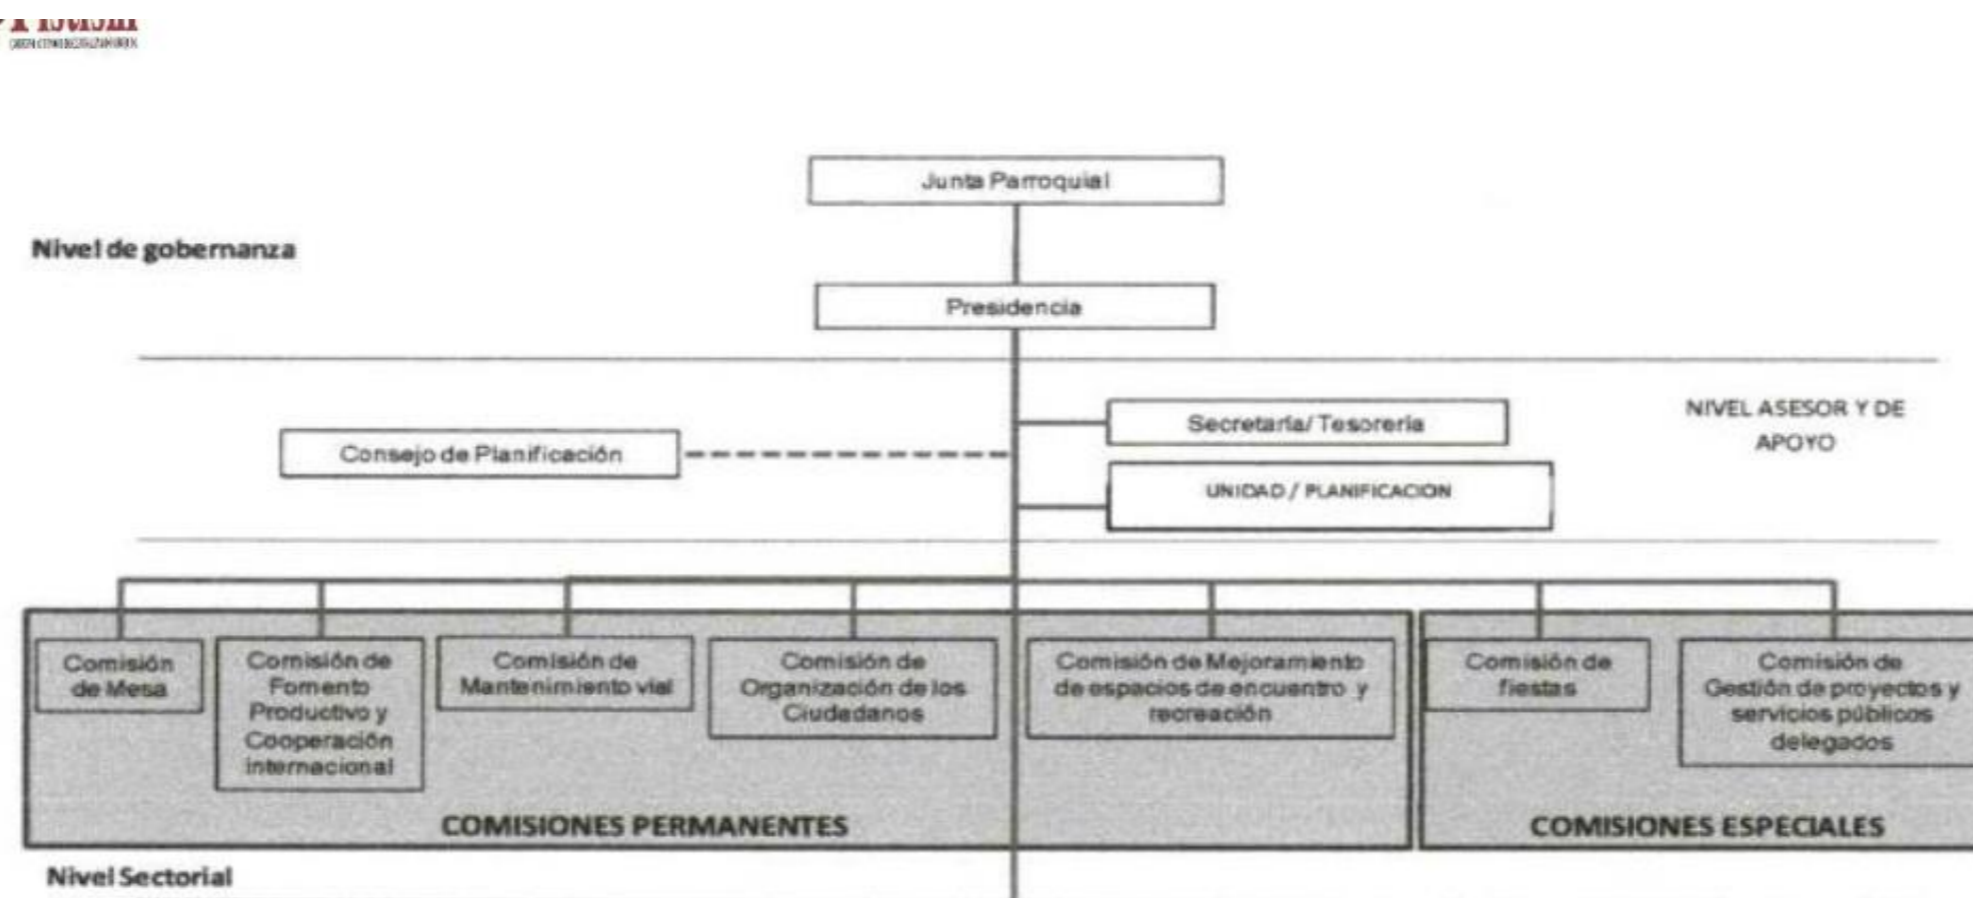 Junta Parroquial
Nivel de gobernanza
Presidencia
Secretaría/ Tesorería
NIVEL ASESOR Y DE
APOYO
Consejo de Planificación
UNIDAD / PLANIFICACION
Comisión
de Mesa
Comisión de
Fomento
Productivo y
Cooperación
internacional
Comisión de
Mantenimiento vial
Comisión de
Organización de los
Ciudadanos
Comisión de Mejoramiento
de espacios de encuentro y
recreación
Comisión de
fiestas
Comisión de
Gestión de proyectos y
servicios públicos
delegados
COMISIONES PERMANENTES
COMISIONES ESPECIALES
Nivel Sectorial